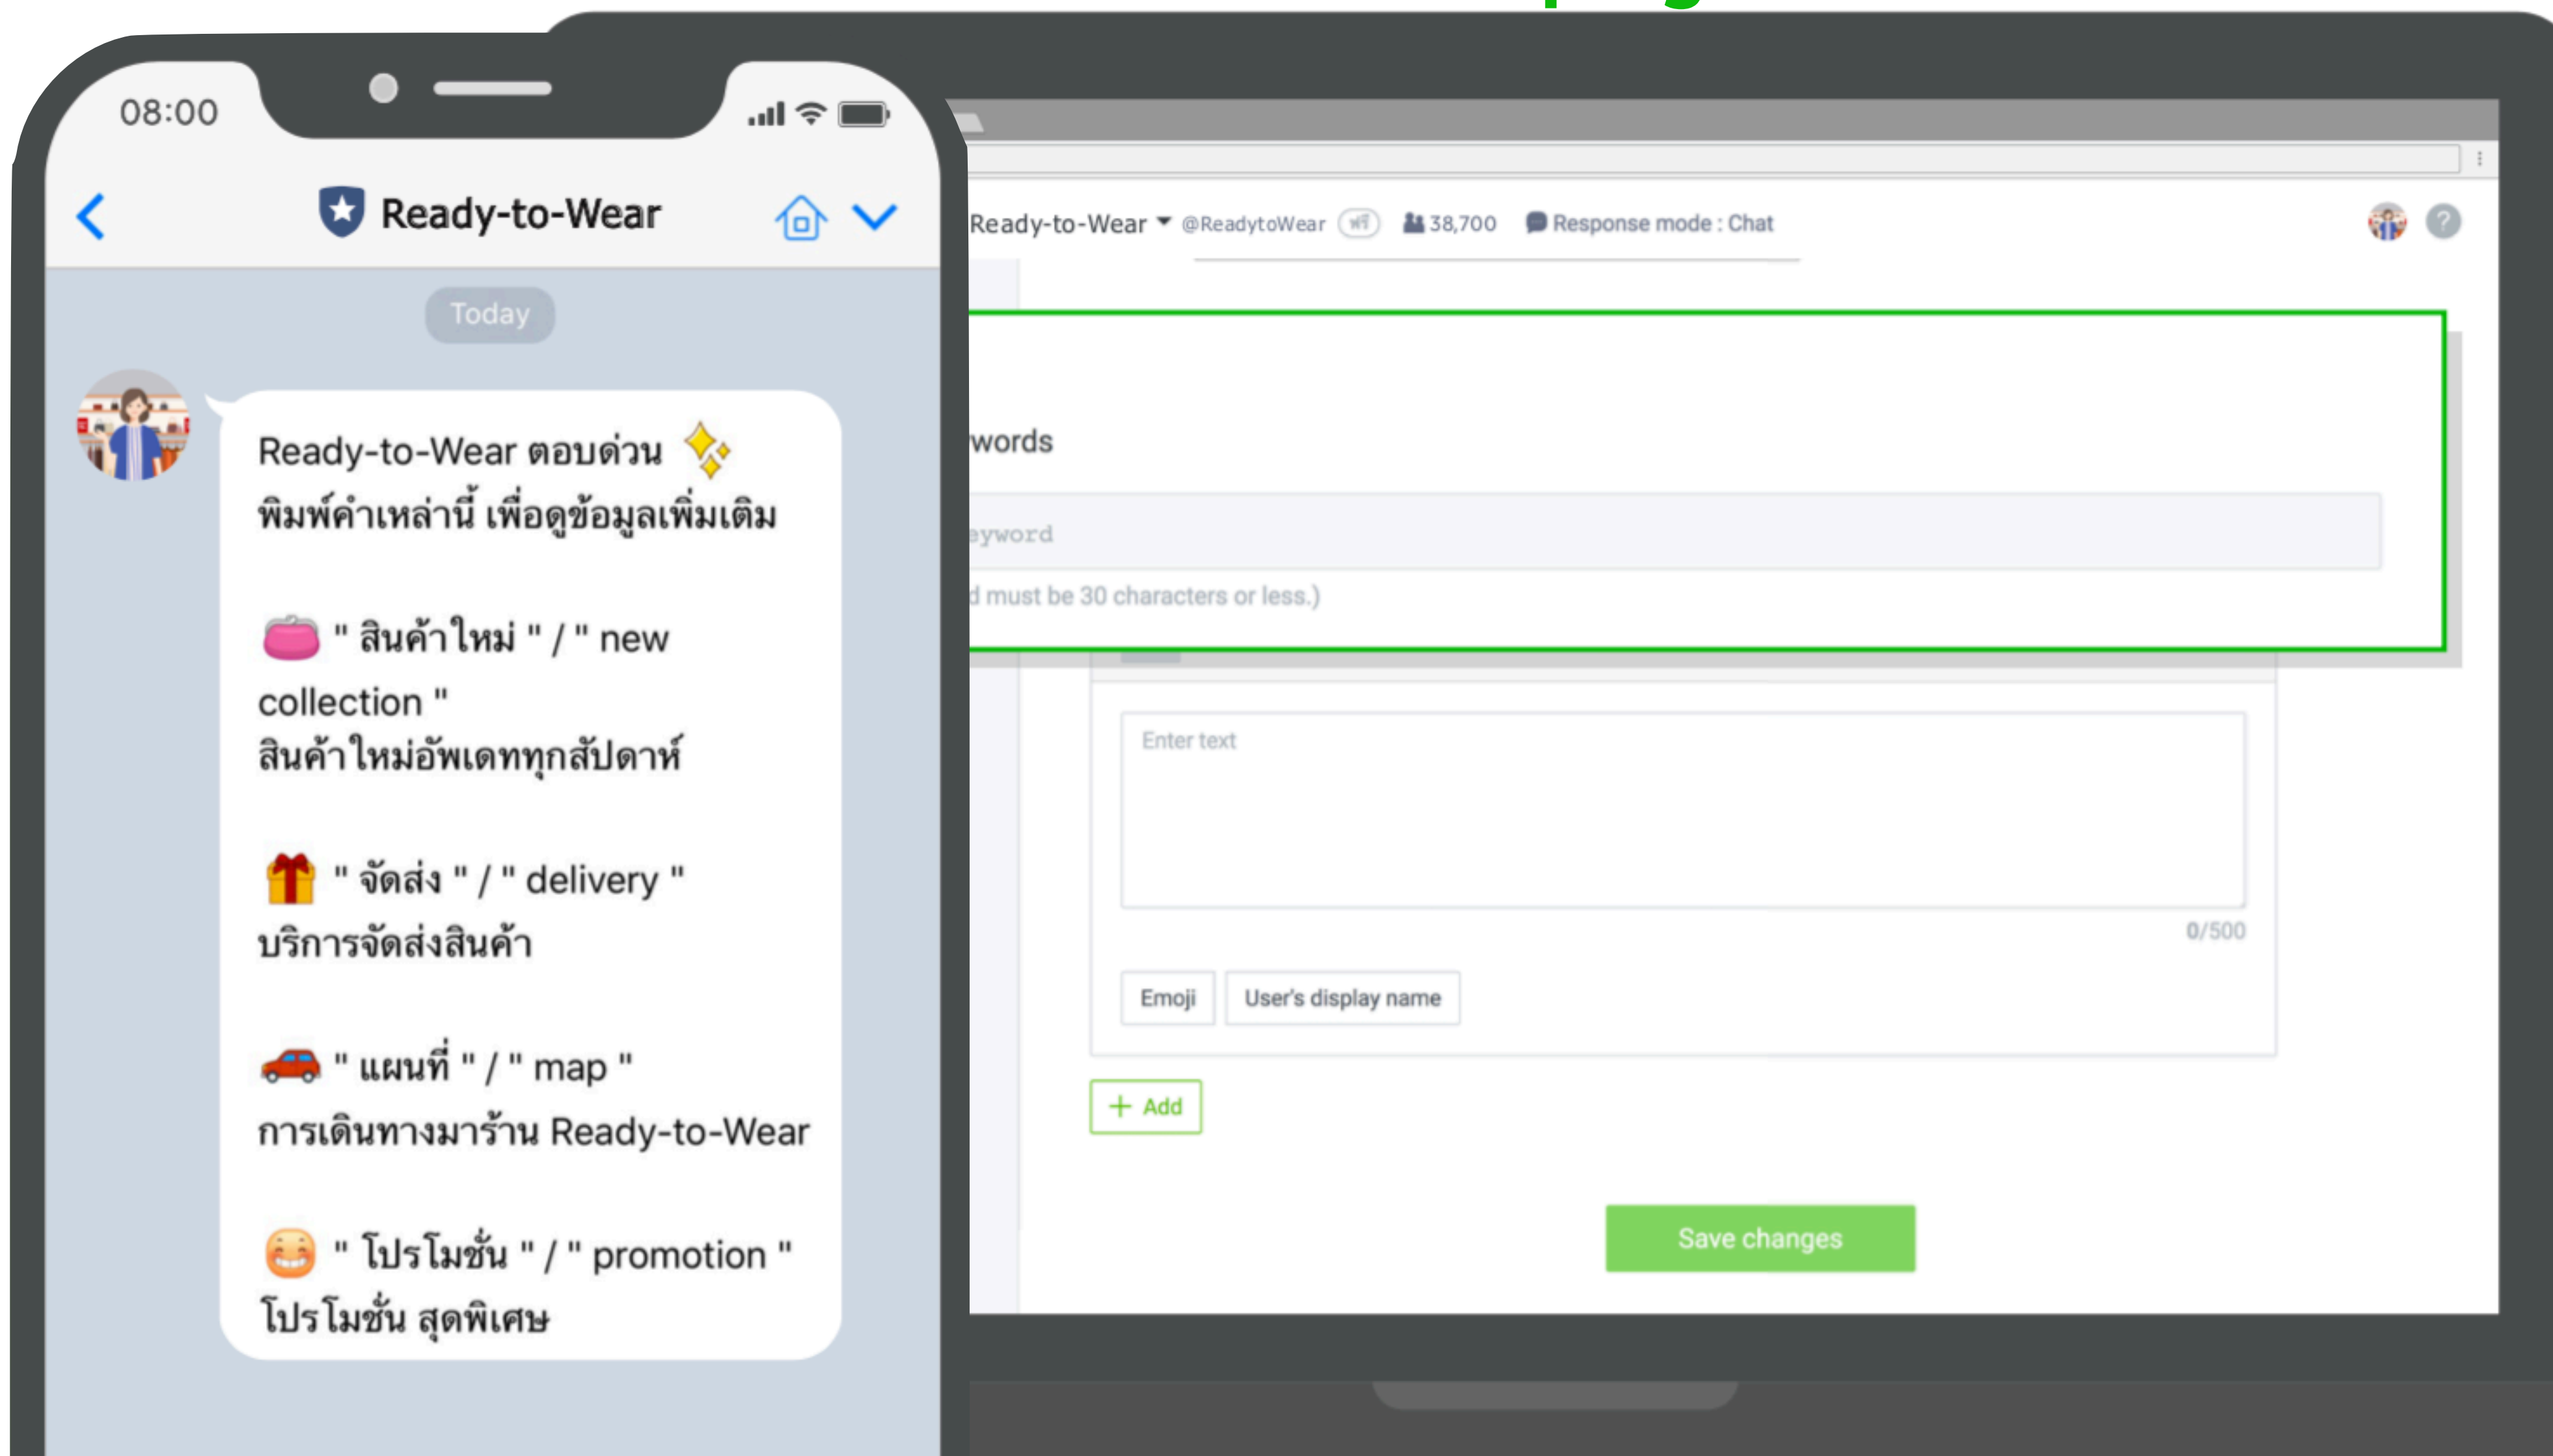 08:00
Ready-to-Wear
Today
Ready-to-Wear ตอบด่วน
พิมพ์คำเหล่านี้ เพื่อดูข้อมูลเพิ่มเติม
" สินค้าใหม่ " / " new
collection "
สินค้าใหม่อัพเดททุกสัปดาห์
" จัดส่ง " / " delivery "
บริการจัดส่งสินค้า
" แผนที่ " / " map "
การเดินทางมาร้าน Ready-to-Wear
" โปรโมชั่น " / " promotion "
โปรโมชั่น สุดพิเศษ
Ready-to-Wear @ReadytoWear ฟรี 38,700 Response mode : Chat
?
words
eyword
d must be 30 characters or less.)
Enter text
0/500
Emoji User's display name
+ Add
Save changes